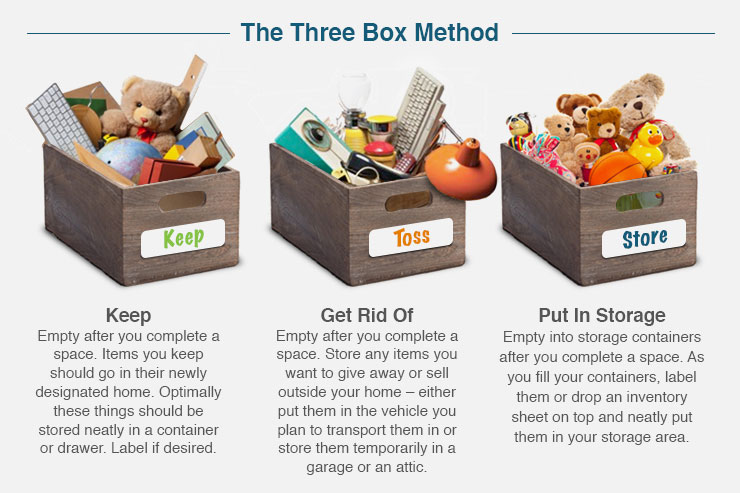 The Three Box Method
Keep
Toss
Store
Keep
Empty after you complete a
space. Items you keep
should go in their newly
designated home. Optimally
these things should be
stored neatly in a container
or drawer. Label if desired.
Get Rid Of
Empty after you complete a
space. Store any items you
want to give away or sell
outside your home – either
put them in the vehicle you
plan to transport them in or
store them temporarily in a
garage or an attic.
Put In Storage
Empty into storage containers
after you complete a space. As
you fill your containers, label
them or drop an inventory
sheet on top and neatly put
them in your storage area.